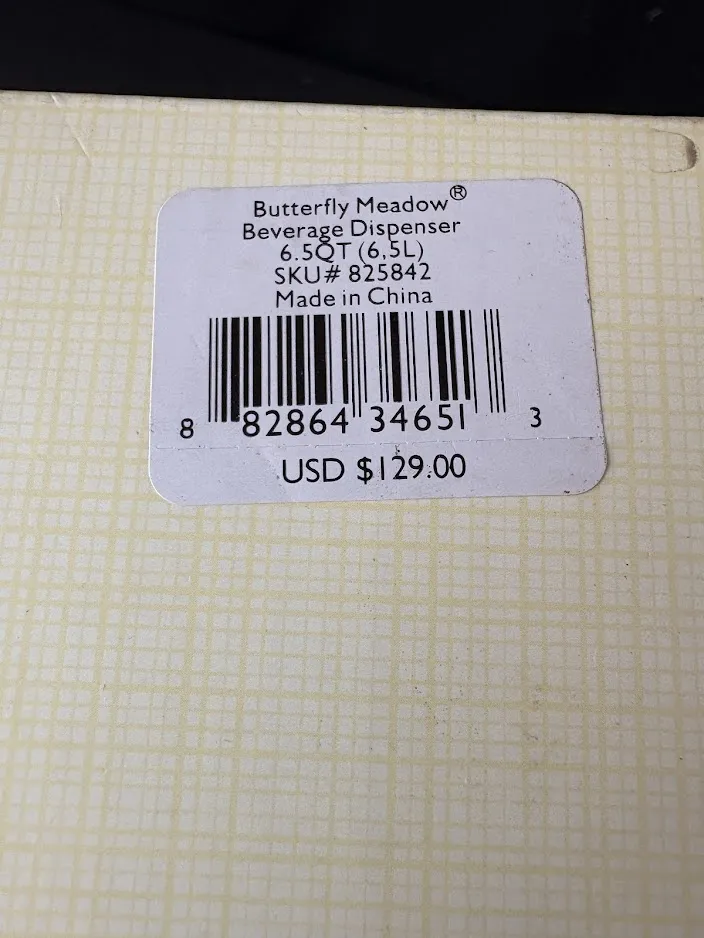 Butterfly Meadow®
Beverage Dispenser
6.5QT (6,5L)
SKU# 825842
Made in China
8 82864 34651 3
USD $129.00